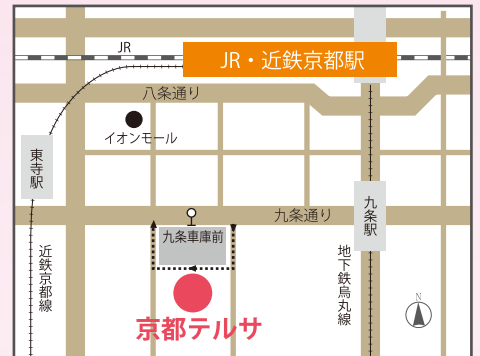 JR
JR・近鉄京都駅
八条通り
イオンモール
東寺駅
九条通り
九条駅
九条車庫前
近鉄京都線
地下鉄烏丸線
N
京都テルサ